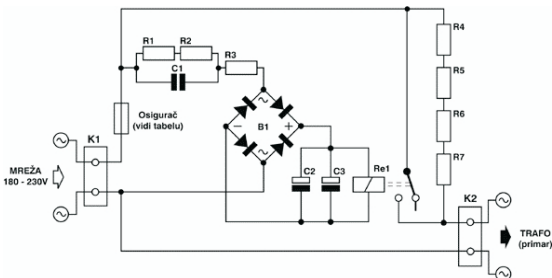 R1
R2
R3
C1
R4
R5
R6
R7
Osigurač
(vidi tabelu)
B1
K1
MREŽA
180 - 230V
C2
C3
Re1
K2
TRAFO
(primar)